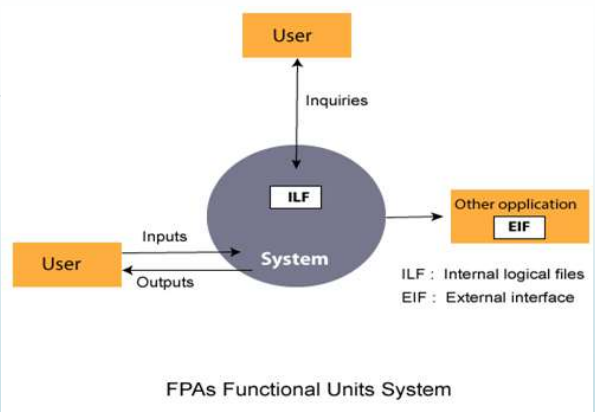 User
Inquiries
ILF
Other opplication
EIF
Inputs
User
System
Outputs
ILF : Internal logical files
EIF : External interface
FPAs Functional Units System